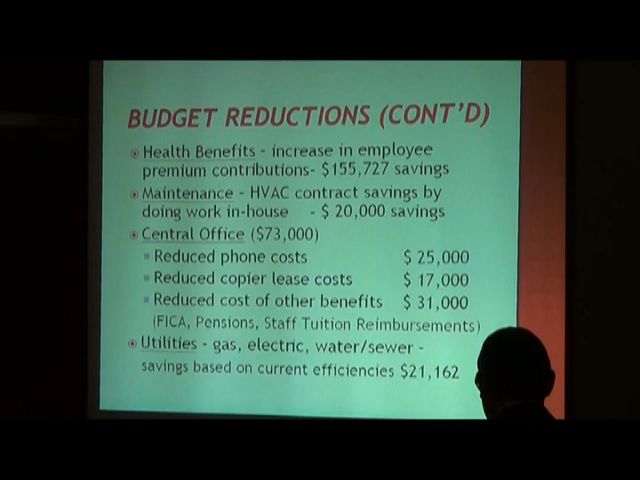 BUDGET REDUCTIONS (CONT'D)
Health Benefits - increase in employee
premium contributions- $155,727 savings
Maintenance - HVAC contract savings by
doing work in-house - $ 20,000 savings
Central Office ($73,000)
Reduced phone costs $ 25,000
Reduced copier lease costs $ 17,000
Reduced cost of other benefits $ 31,000
(FICA, Pensions, Staff Tuition Reimbursements)
Utilities - gas, electric, water/sewer -
savings based on current efficiencies $21,162